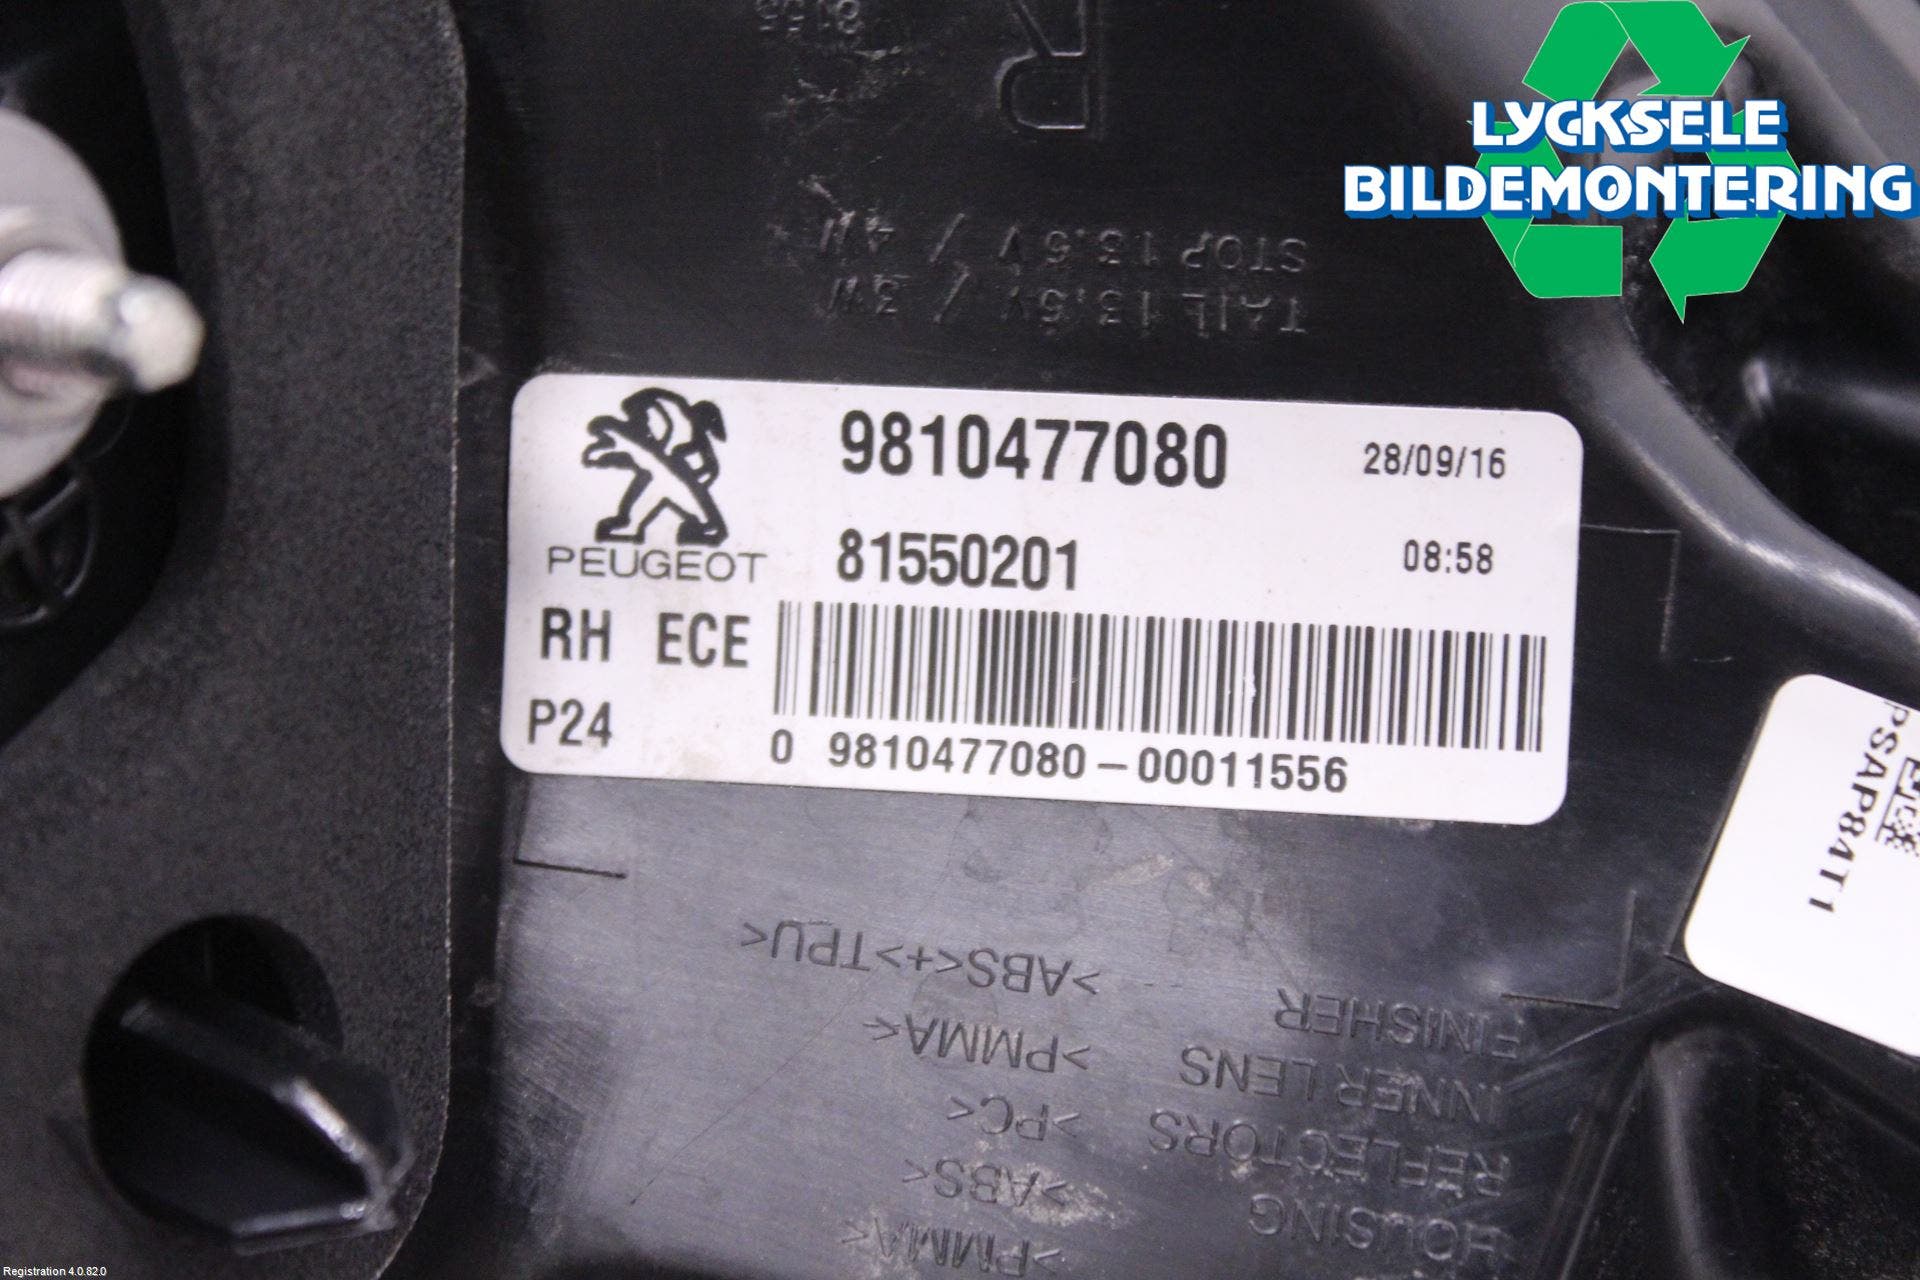 8155
R
LYCKSELE
BILDEMONTERING
STOP 13.5V / 4W
TAIL 13.5V / 3W
9810477080
28/09/16
PEUGEOT
81550201
08:58
RH ECE
P24
0 9810477080-00011556
PSAP84T1
FINISHER >ABS<+>TPU<
INNER LENS >PMMA<
REFLECTORS >PC<
HOUSING >ABS<
>PMMA<
Registration 4.0.82.0